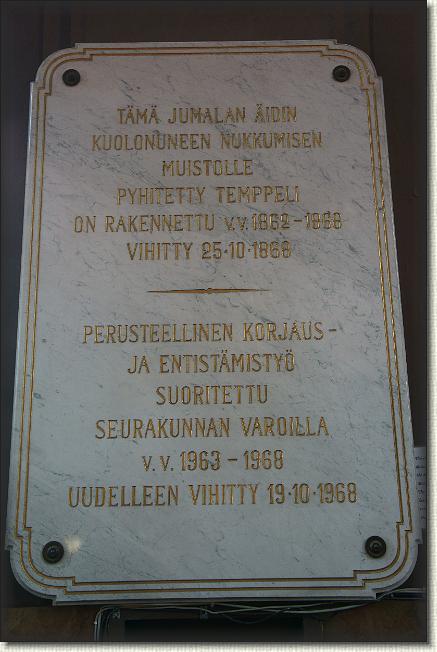 TÄMÄ JUMALAN ÄIDIN
KUOLONUNEEN NUKKUMISEN
MUISTOLLE
PYHITETTY TEMPPELI
ON RAKENNETTU V.V. 1862-1868
VIHITTY 25·10·1868
PERUSTEELLINEN KORJAUS-
JA ENTISTÄMISTYÖ
SUORITETTU
SEURAKUNNAN VAROILLA
V.V. 1963-1968
UUDELLEEN VIHITTY 19·10·1968